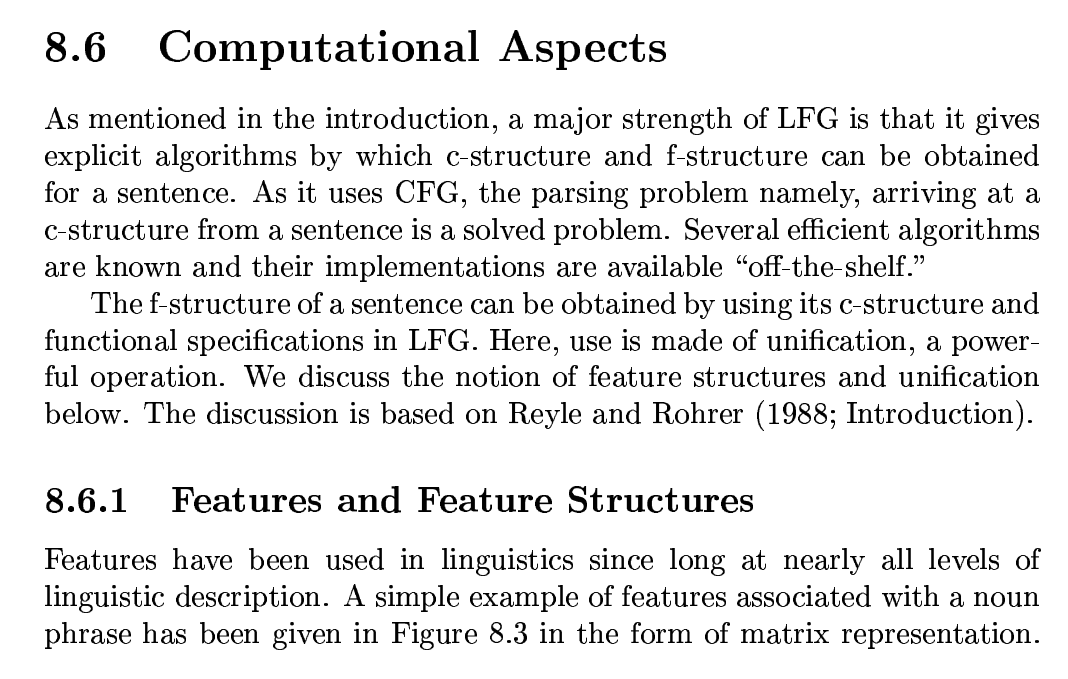 8.6 Computational Aspects
As mentioned in the introduction, a major strength of LFG is that it gives
explicit algorithms by which c-structure and f-structure can be obtained
for a sentence. As it uses CFG, the parsing problem namely, arriving at a
c-structure from a sentence is a solved problem. Several efficient algorithms
are known and their implementations are available “off-the-shelf.”
The f-structure of a sentence can be obtained by using its c-structure and
functional specifications in LFG. Here, use is made of unification, a power-
ful operation. We discuss the notion of feature structures and unification
below. The discussion is based on Reyle and Rohrer (1988; Introduction).
8.6.1 Features and Feature Structures
Features have been used in linguistics since long at nearly all levels of
linguistic description. A simple example of features associated with a noun
phrase has been given in Figure 8.3 in the form of matrix representation.